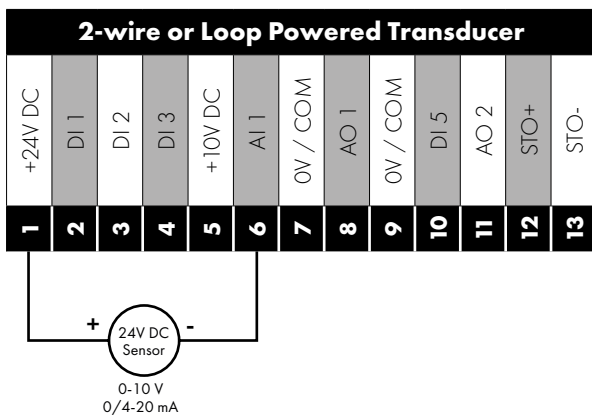 2-wire or Loop Powered Transducer
+24V DC
DI 1
DI 2
DI 3
+10V DC
AI 1
0V / COM
AO 1
0V / COM
DI 5
AO 2
STO+
STO-
1
2
3
4
5
6
7
8
9
10
11
12
13
+ -
24V DC
Sensor
0-10 V
0/4-20 mA